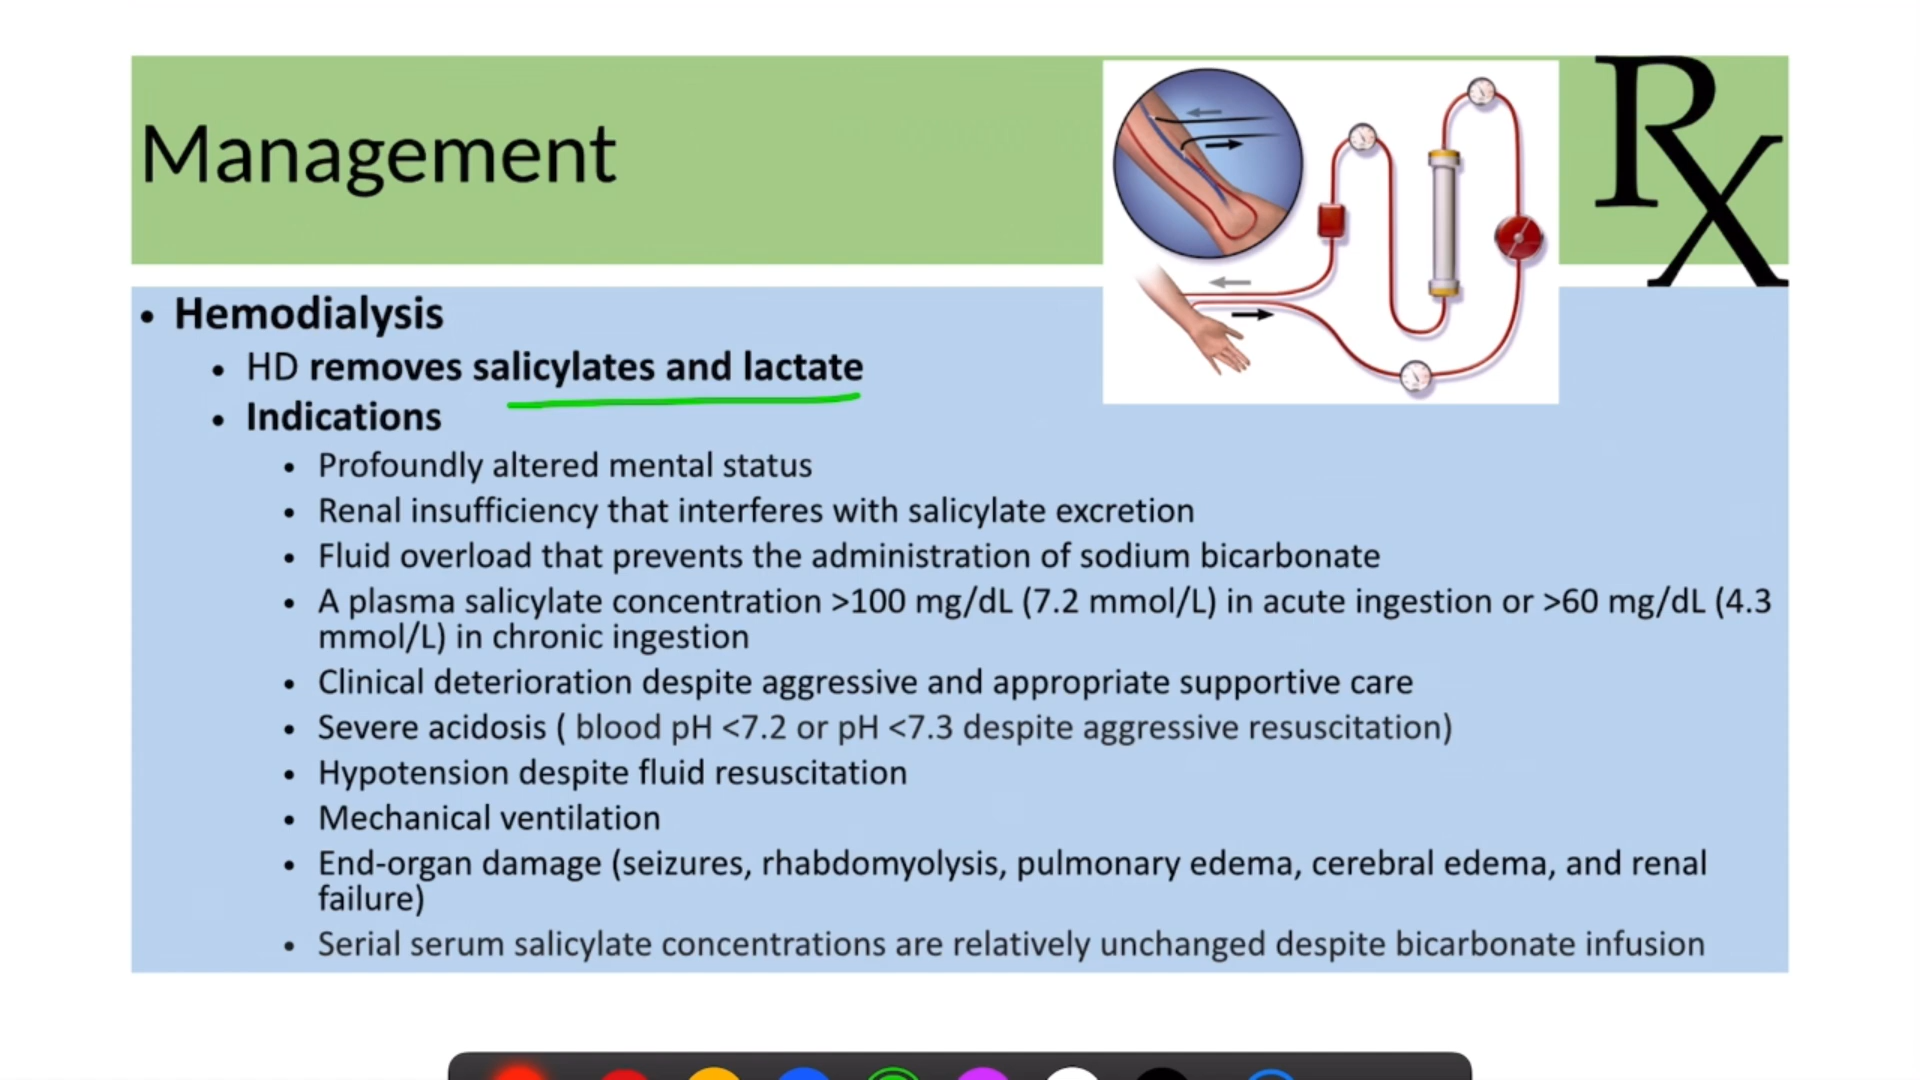 Management
Rx
• Hemodialysis
• HD removes salicylates and lactate
• Indications
• Profoundly altered mental status
• Renal insufficiency that interferes with salicylate excretion
• Fluid overload that prevents the administration of sodium bicarbonate
• A plasma salicylate concentration >100 mg/dL (7.2 mmol/L) in acute ingestion or >60 mg/dL (4.3
mmol/L) in chronic ingestion
• Clinical deterioration despite aggressive and appropriate supportive care
• Severe acidosis ( blood pH <7.2 or pH <7.3 despite aggressive resuscitation)
• Hypotension despite fluid resuscitation
• Mechanical ventilation
• End-organ damage (seizures, rhabdomyolysis, pulmonary edema, cerebral edema, and renal
failure)
• Serial serum salicylate concentrations are relatively unchanged despite bicarbonate infusion